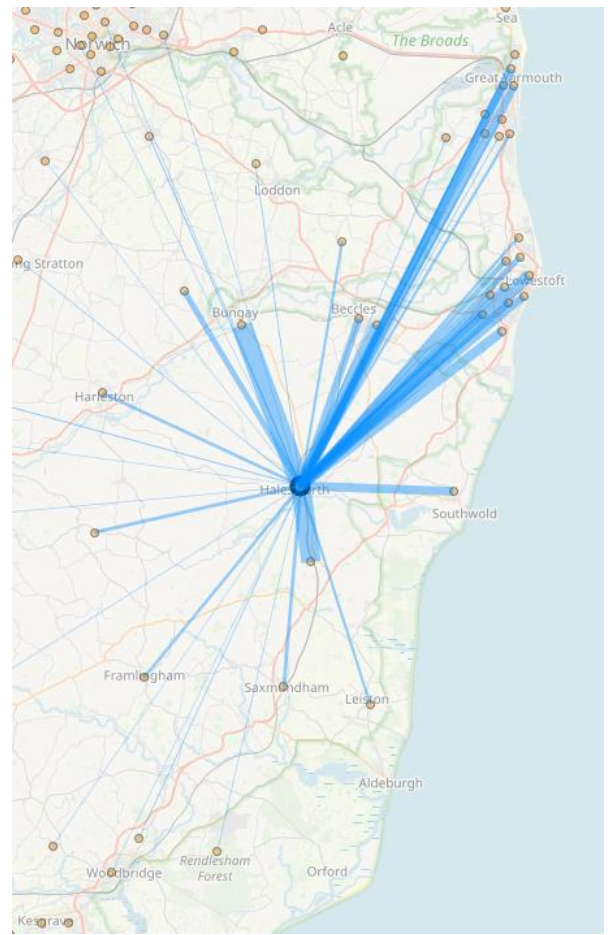 Sea
Acle
The Broads
Norwich
Great Yarmouth
Loddon
ng Stratton
Lowestoft
Bungay
Beccles
Harleston
Halesworth
Southwold
Framlingham
Saxmundham
Leiston
Aldeburgh
Rendlesham
Forest
Woodbridge
Orford
Kesgrave